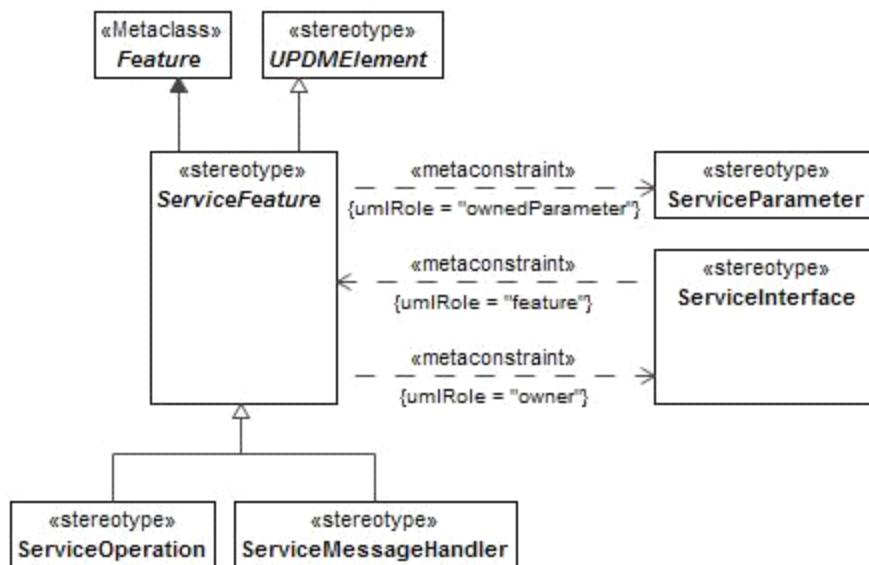 «Metaclass»
Feature
«stereotype»
UPDMElement
«stereotype»
ServiceFeature
«metaconstraint»
{umlRole = "ownedParameter"}
«stereotype»
ServiceParameter
«metaconstraint»
{umlRole = "feature"}
«stereotype»
ServiceInterface
«metaconstraint»
{umlRole = "owner"}
«stereotype»
ServiceOperation
«stereotype»
ServiceMessageHandler